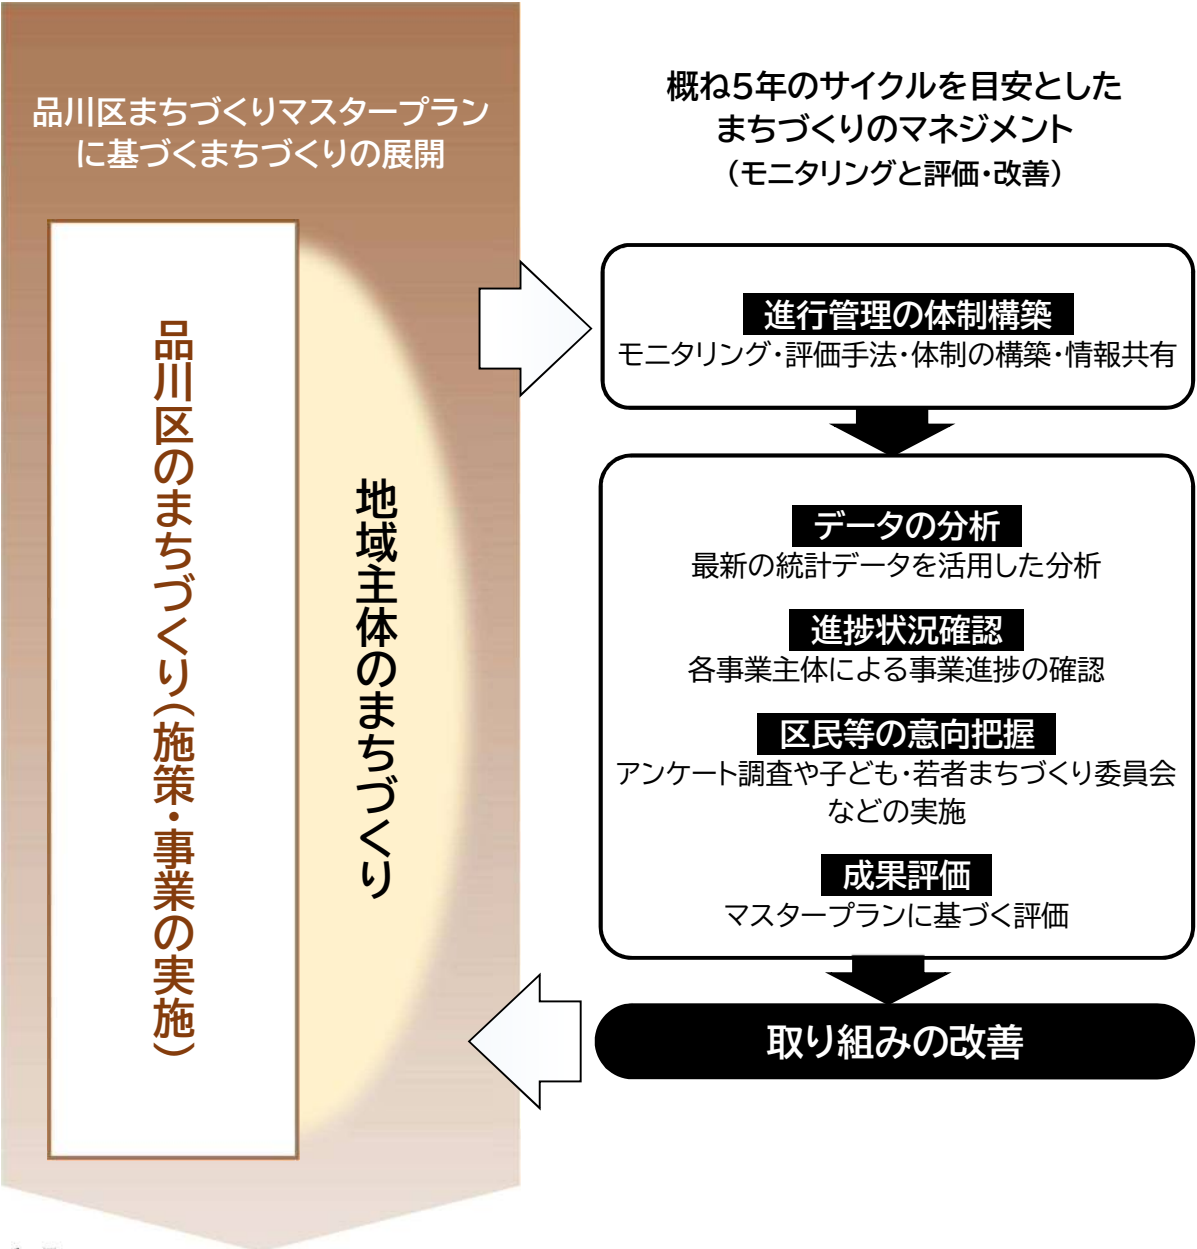 品川区まちづくりマスタープラン
に基づくまちづくりの展開
品川区のまちづくり(施策・事業の実施)
地域主体のまちづくり
概ね5年のサイクルを目安とした
まちづくりのマネジメント
(モニタリングと評価・改善)
進行管理の体制構築
モニタリング・評価手法・体制の構築・情報共有
データの分析
最新の統計データを活用した分析
進捗状況確認
各事業主体による事業進捗の確認
区民等の意向把握
アンケート調査や子ども・若者まちづくり委員会
などの実施
成果評価
マスタープランに基づく評価
取り組みの改善